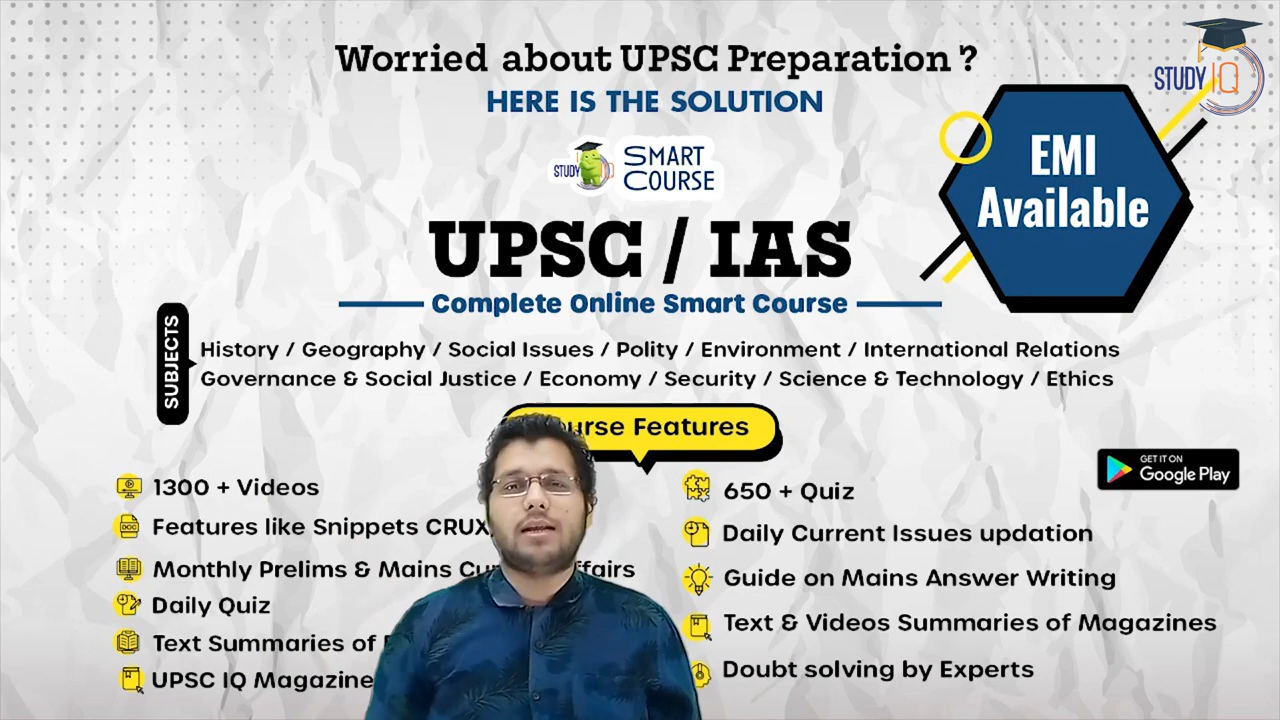 Worried about UPSC Preparation ?
HERE IS THE SOLUTION
STUDY IQ
EMI
Available
STUDY
SMART
COURSE
UPSC / IAS
Complete Online Smart Course
SUBJECTS
History / Geography / Social Issues / Polity / Environment / International Relations
Governance & Social Justice / Economy / Security / Science & Technology / Ethics
urse Features
GET IT ON
Google Play
1300 + Videos
Features like Snippets CRUX
Monthly Prelims & Mains Cu ffairs
Daily Quiz
Text Summaries of
UPSC IQ Magazine
650 + Quiz
DOC
Daily Current Issues updation
Guide on Mains Answer Writing
Text & Videos Summaries of Magazines
Doubt solving by Experts